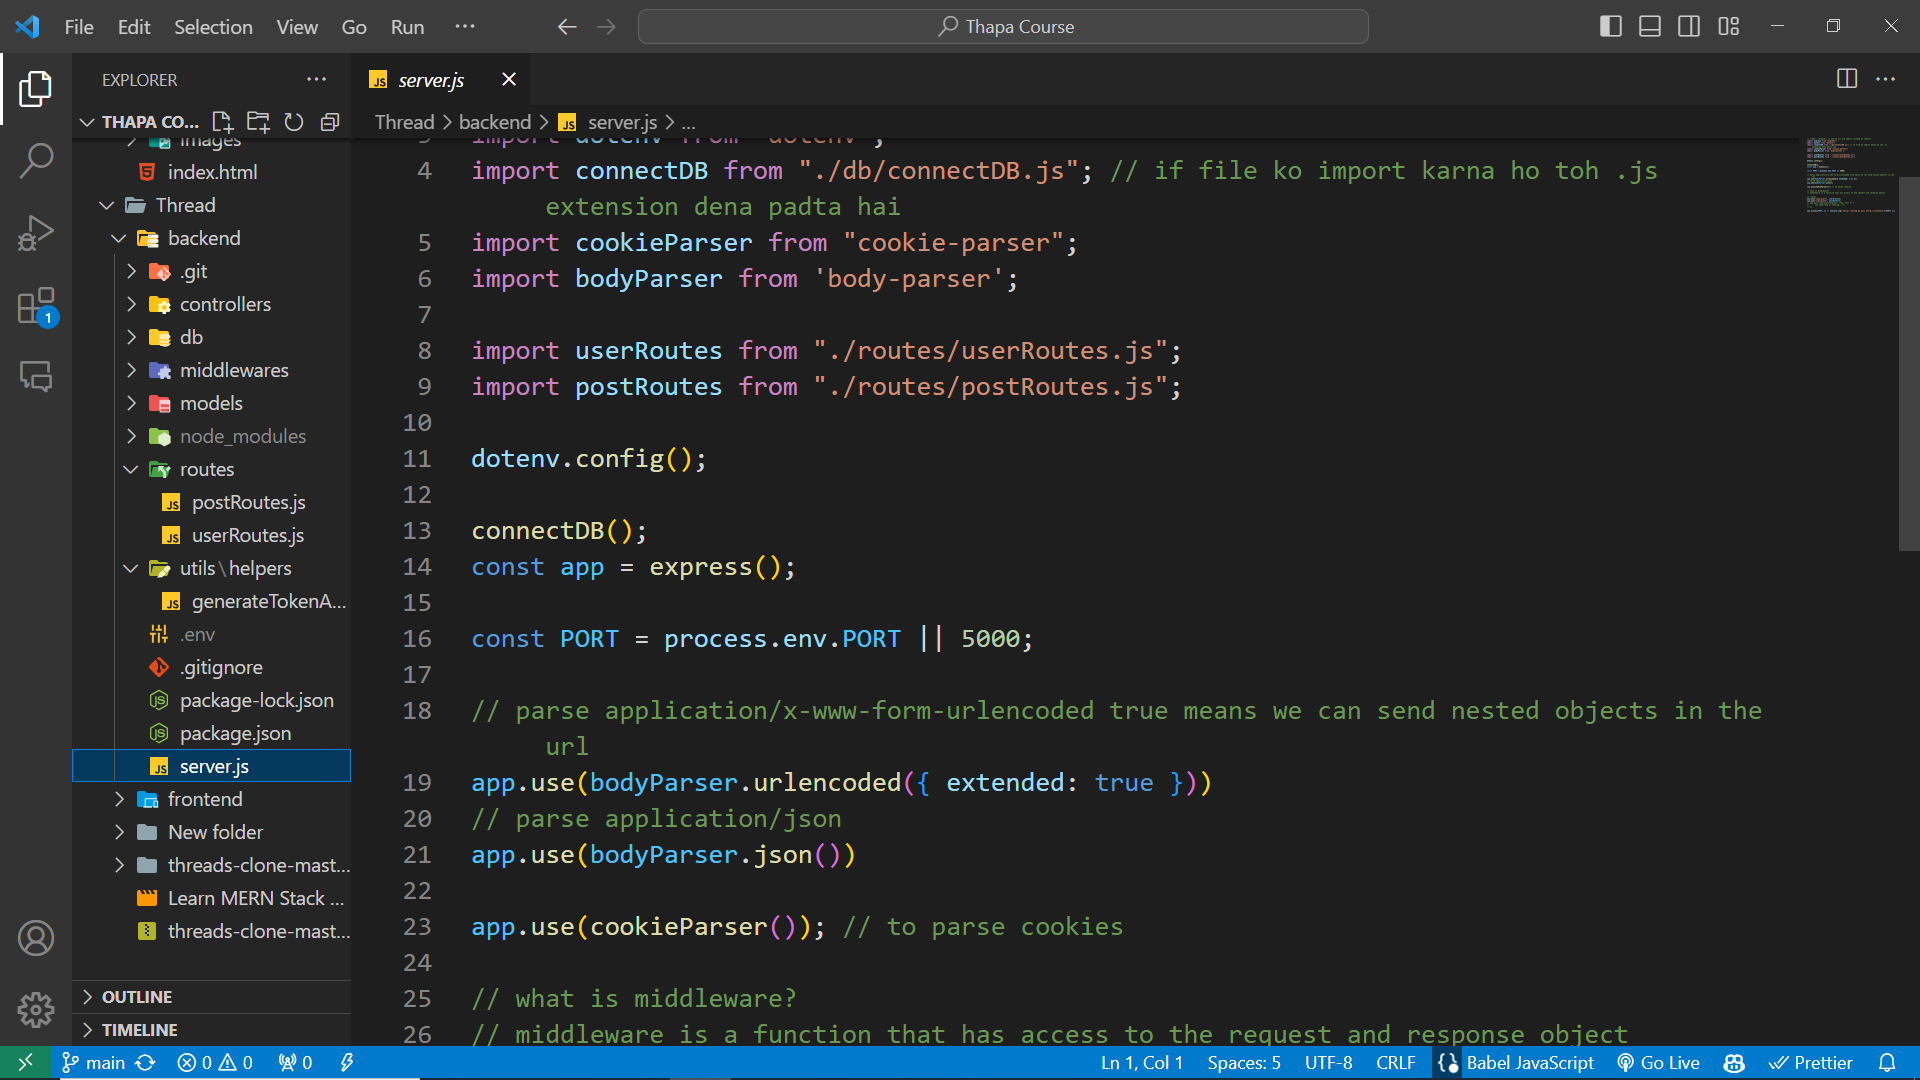 File Edit Selection View Go Run ···
Thapa Course
EXPLORER
THAPA CO...
images
index.html
Thread
backend
.git
controllers
db
middlewares
models
node_modules
routes
postRoutes.js
userRoutes.js
utils\helpers
generateTokenA...
.env
.gitignore
package-lock.json
package.json
server.js
frontend
New folder
threads-clone-mast...
Learn MERN Stack ...
threads-clone-mast...
OUTLINE
TIMELINE
1
server.js
Thread > backend > server.js > ...
3 import dotenv from "dotenv";
4 import connectDB from "./db/connectDB.js"; // if file ko import karna ho toh .js
extension dena padta hai
5 import cookieParser from "cookie-parser";
6 import bodyParser from 'body-parser';
7
8 import userRoutes from "./routes/userRoutes.js";
9 import postRoutes from "./routes/postRoutes.js";
10
11 dotenv.config();
12
13 connectDB();
14 const app = express();
15
16 const PORT = process.env.PORT || 5000;
17
18 // parse application/x-www-form-urlencoded true means we can send nested objects in the
url
19 app.use(bodyParser.urlencoded({ extended: true }))
20 // parse application/json
21 app.use(bodyParser.json())
22
23 app.use(cookieParser()); // to parse cookies
24
25 // what is middleware?
26 // middleware is a function that has access to the request and response object
main 0 0 0 Ln 1, Col 1 Spaces: 5 UTF-8 CRLF Babel JavaScript Go Live Prettier